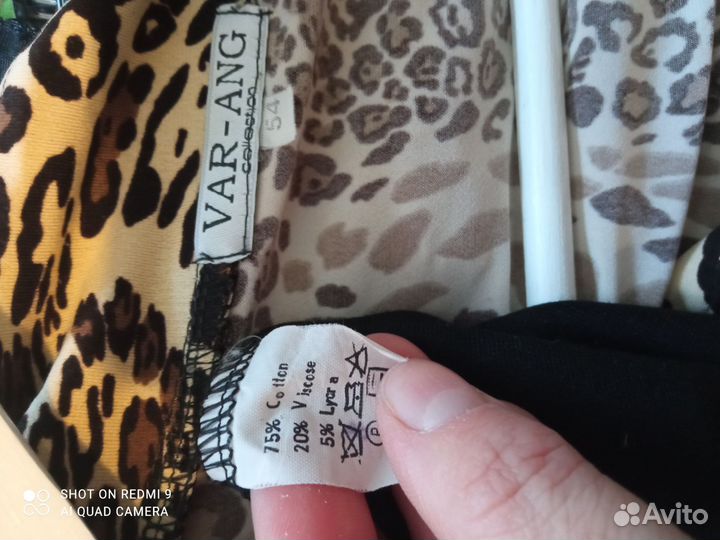 VAR-ANG
collection
54
75% Cotton
20% Viscose
5% Lycra
P
SHOT ON REDMI 9
AI QUAD CAMERA
Avito